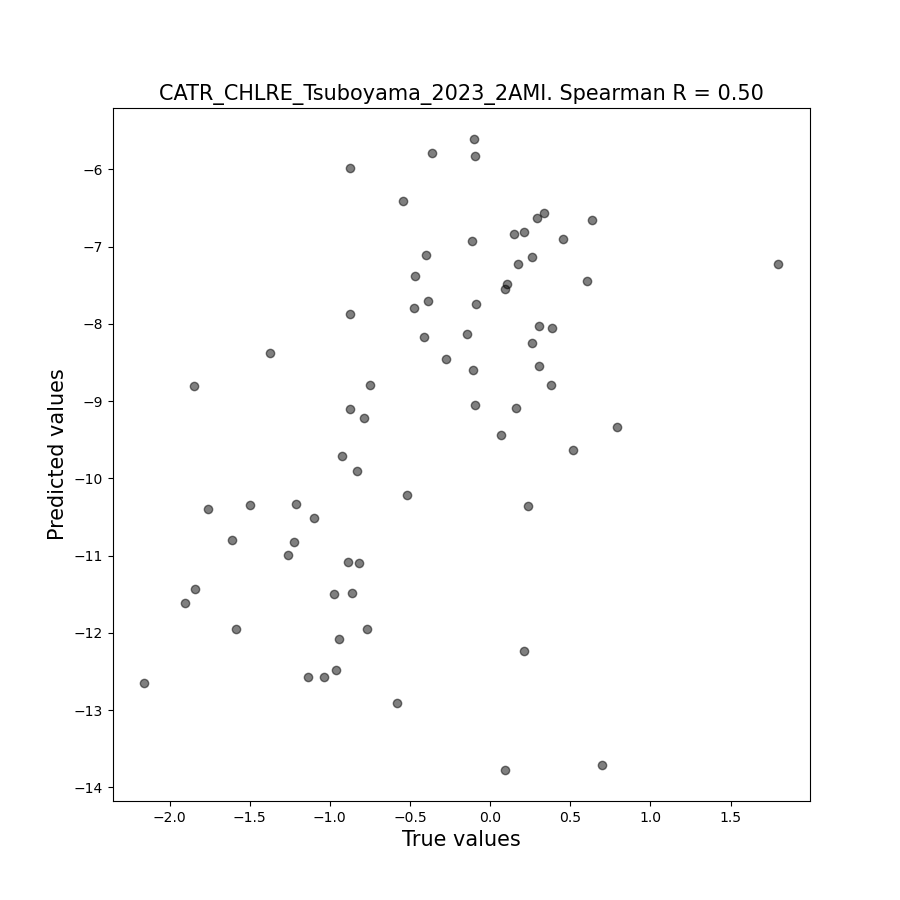 CATR_CHLRE_Tsuboyama_2023_2AMI. Spearman R = 0.50
Predicted values
−6
−7
−8
−9
−10
−11
−12
−13
−14
−2.0 −1.5 −1.0 −0.5 0.0 0.5 1.0 1.5
True values